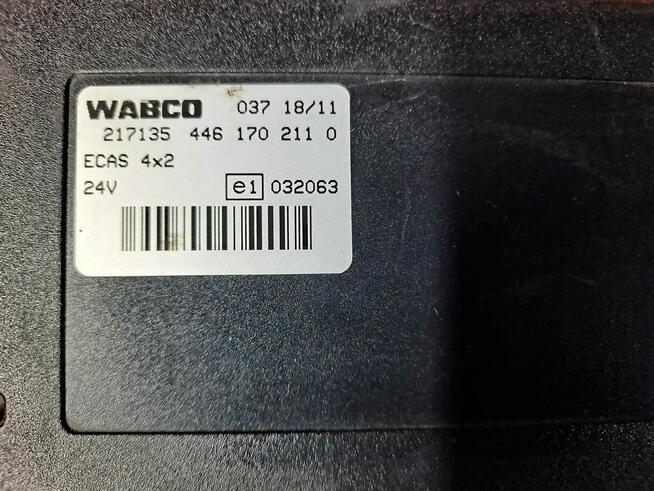 WABCO 037 18/11
217135 446 170 211 0
ECAS 4x2
24V e1 032063